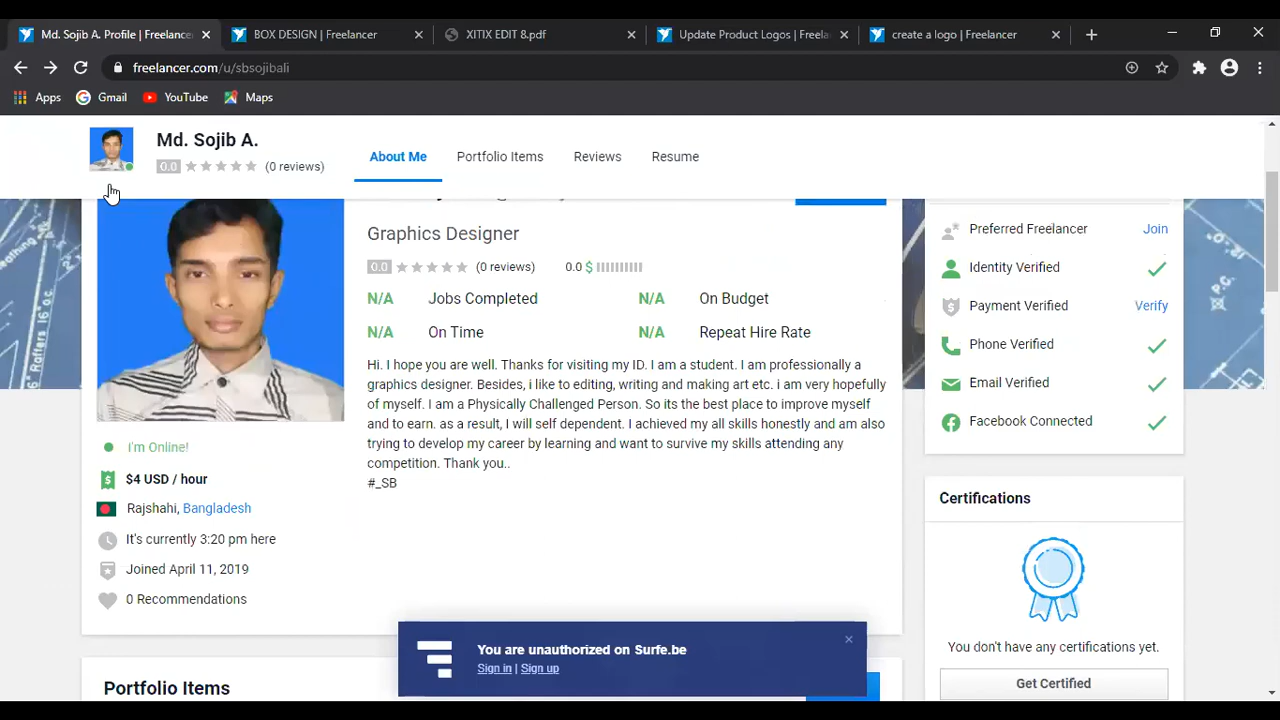 Md. Sojib A. Profile | Freelancer
BOX DESIGN | Freelancer
XITIX EDIT 8.pdf
Update Product Logos | Freela
create a logo | Freelancer
freelancer.com/u/sbsojibali
Apps
Gmail
YouTube
Maps
Md. Sojib A.
0.0 (0 reviews)
About Me
Portfolio Items
Reviews
Resume
Graphics Designer
0.0 (0 reviews) 0.0 $
N/A Jobs Completed
N/A On Budget
N/A On Time
N/A Repeat Hire Rate
Hi. I hope you are well. Thanks for visiting my ID. I am a student. I am professionally a
graphics designer. Besides, i like to editing, writing and making art etc. i am very hopefully
of myself. I am a Physically Challenged Person. So its the best place to improve myself
and to earn. as a result, I will self dependent. I achieved my all skills honestly and am also
trying to develop my career by learning and want to survive my skills attending any
competition. Thank you..
#_SB
I'm Online!
$4 USD / hour
Rajshahi, Bangladesh
It's currently 3:20 pm here
Joined April 11, 2019
0 Recommendations
Preferred Freelancer Join
Identity Verified
Payment Verified Verify
Phone Verified
Email Verified
Facebook Connected
Certifications
You don't have any certifications yet.
Get Certified
You are unauthorized on Surfe.be
Sign in | Sign up
Portfolio Items